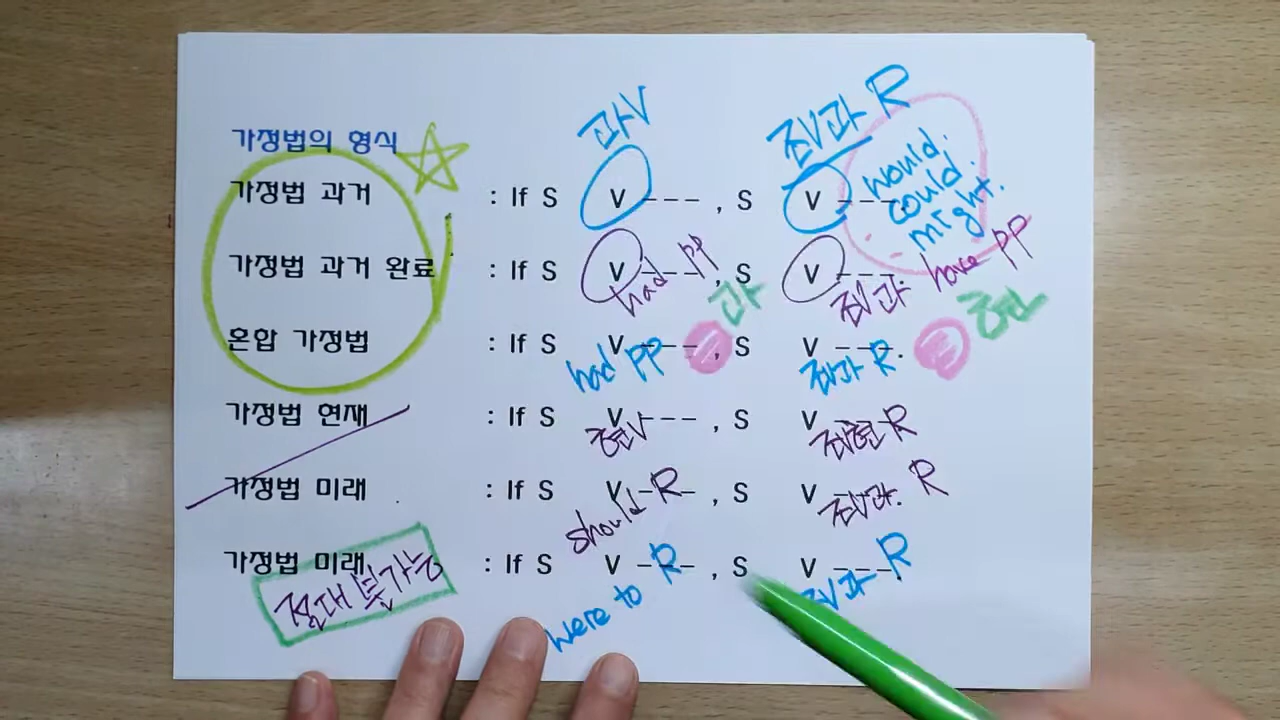 과V 조V과 R
가정법의 형식
would.
could.
might.
가정법 과거 : If S V --- , S V ---
가정법 과거 완료 : If S V --- , S V ---
had PP 조V과. have PP
과 현
혼합 가정법 : If S V --- , S V ---.
had PP 조V과 R.
가정법 현재 : If S V --- , S V
현V 조V현 R
가정법 미래 : If S V -R- , S V
should 조V과. R
가정법 미래 : If S V -R- , S V ---.
절대 불가능 were to 조V과 R